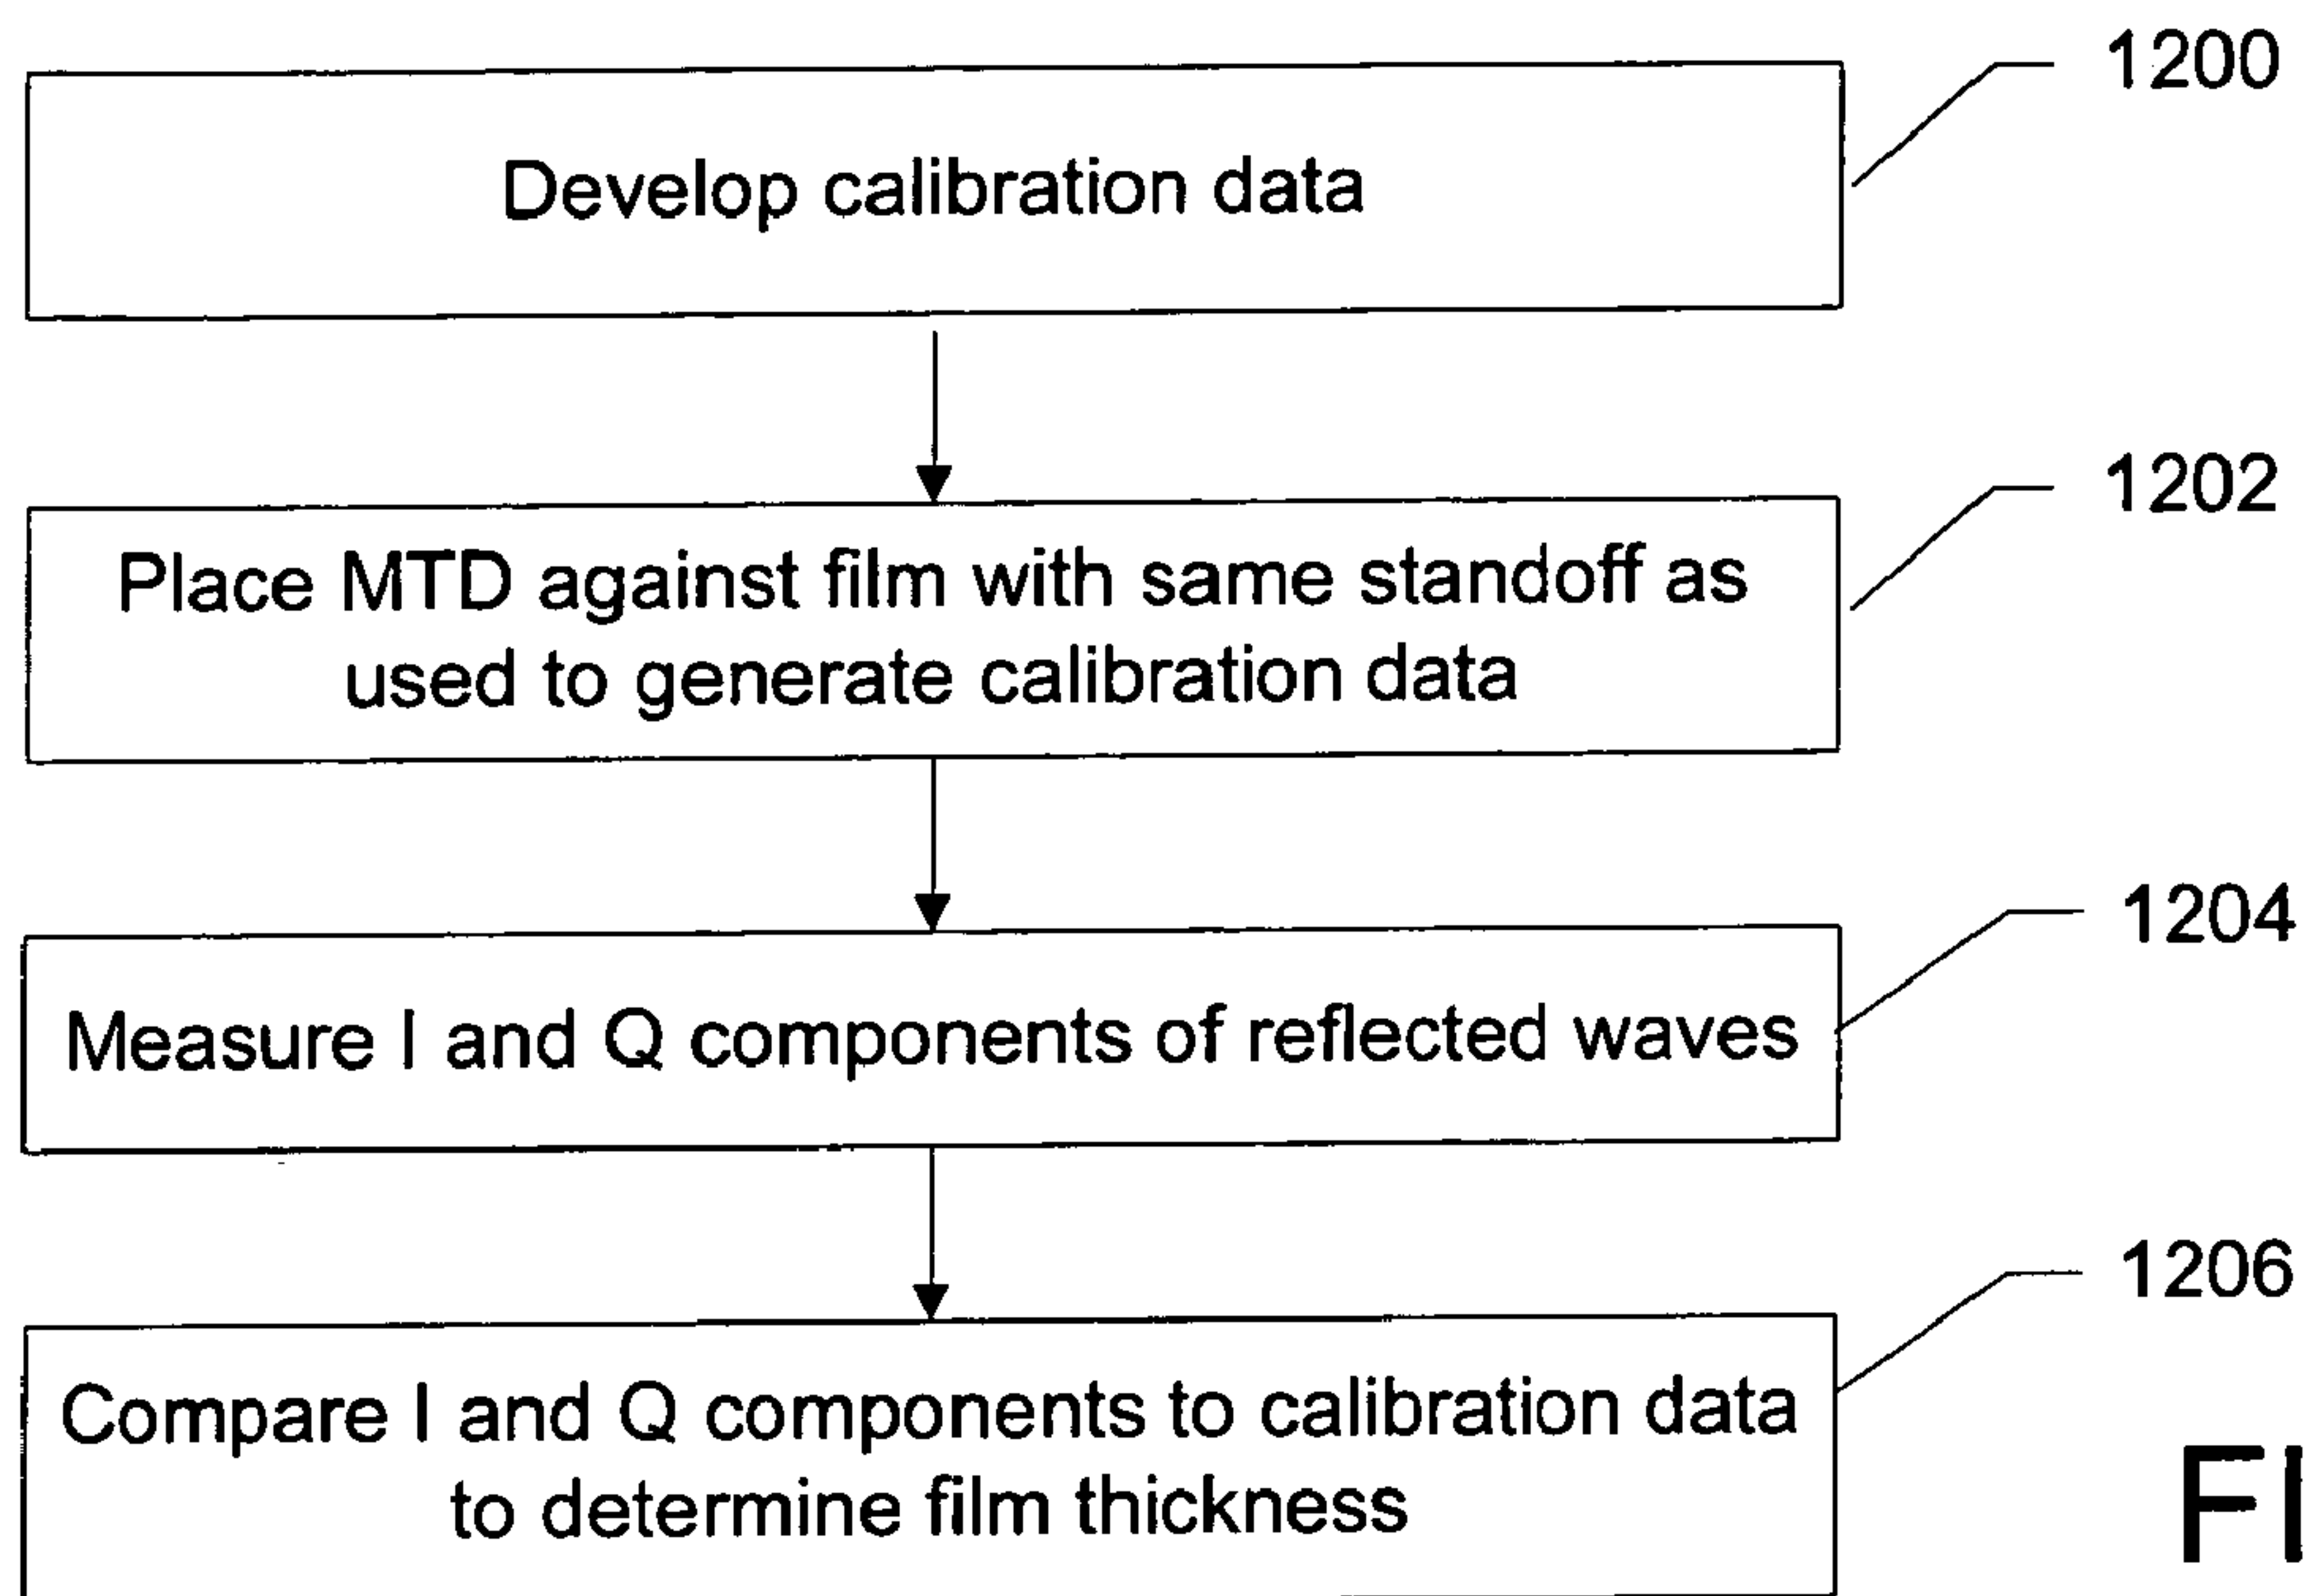 1200
Develop calibration data
1202
Place MTD against film with same standoff as
used to generate calibration data
1204
Measure I and Q components of reflected waves
1206
Compare I and Q components to calibration data
to determine film thickness
FI